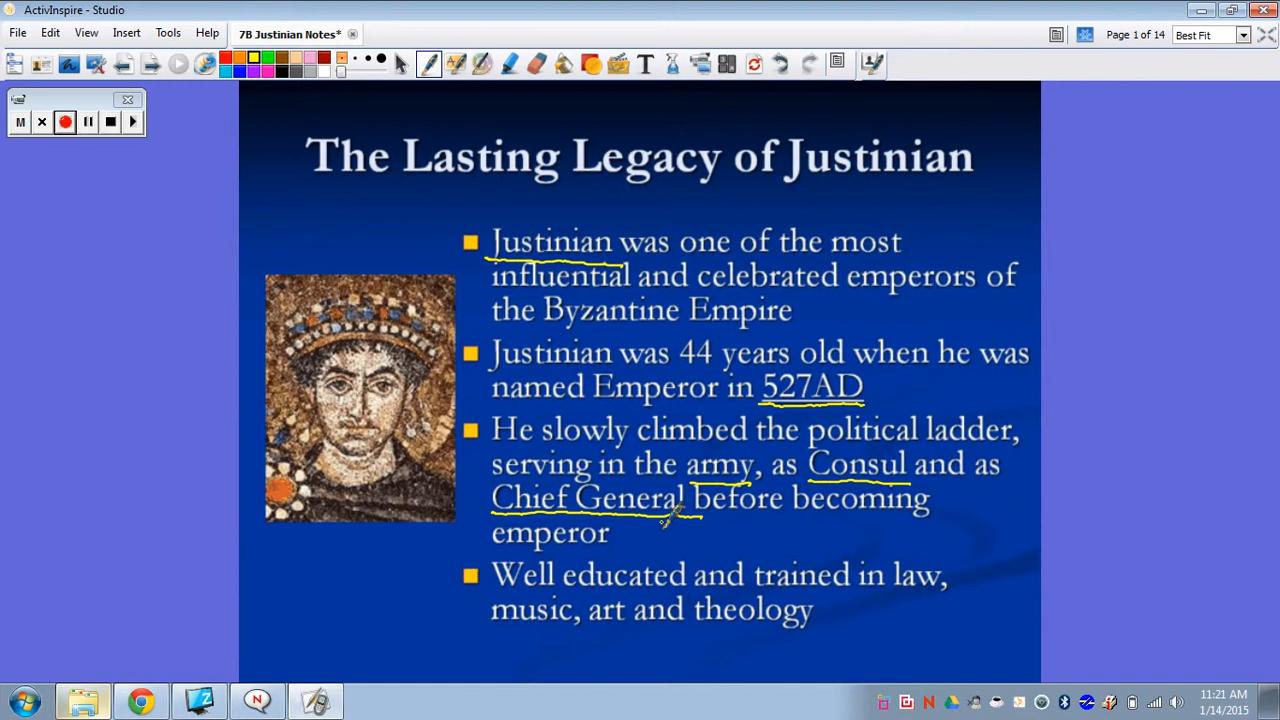 ActivInspire - Studio
File Edit View Insert Tools Help
7B Justinian Notes*
Page 1 of 14
Best Fit
M
The Lasting Legacy of Justinian
Justinian was one of the most
influential and celebrated emperors of
the Byzantine Empire
Justinian was 44 years old when he was
named Emperor in 527AD
He slowly climbed the political ladder,
serving in the army, as Consul and as
Chief General before becoming
emperor
Well educated and trained in law,
music, art and theology
11:21 AM
1/14/2015